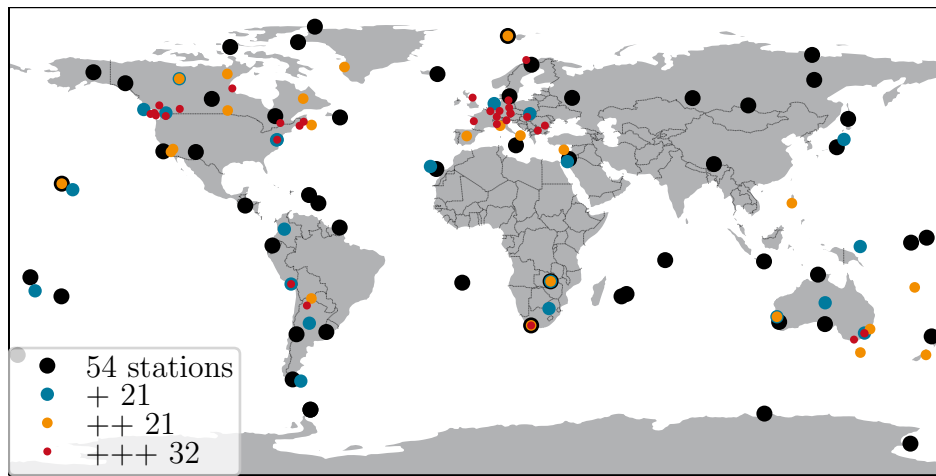 54 stations
+ 21
++ 21
+++ 32